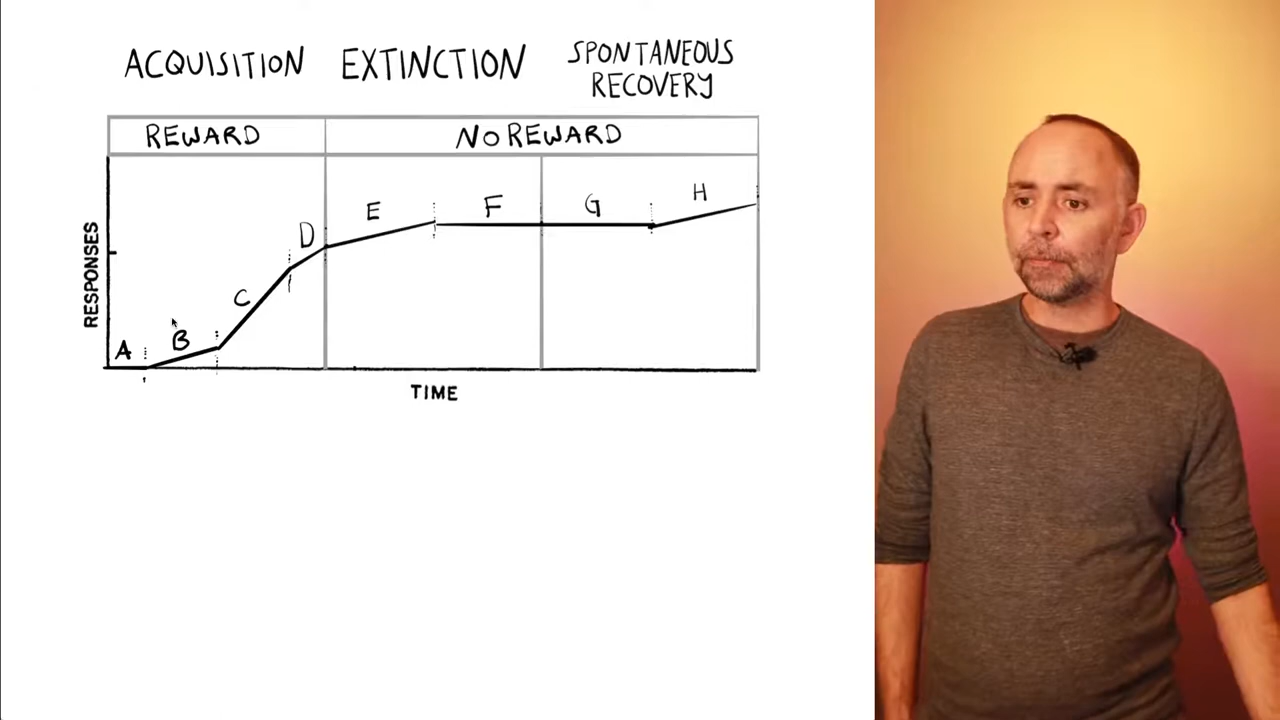 ACQUISITION
EXTINCTION
SPONTANEOUS
RECOVERY
REWARD
NO REWARD
RESPONSES
A
B
C
D
E
F
G
H
TIME